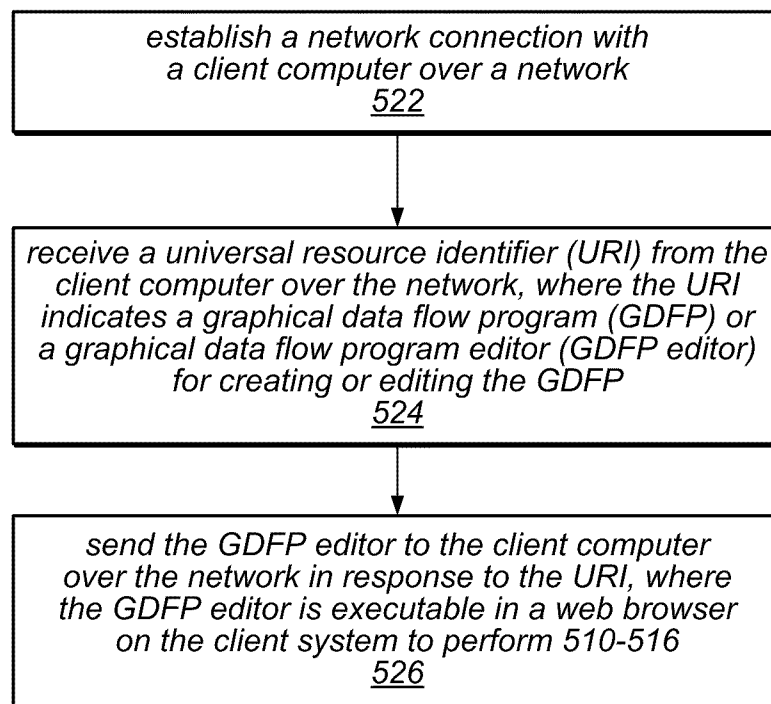 establish a network connection with
a client computer over a network
522
receive a universal resource identifier (URI) from the
client computer over the network, where the URI
indicates a graphical data flow program (GDFP) or
a graphical data flow program editor (GDFP editor)
for creating or editing the GDFP
524
send the GDFP editor to the client computer
over the network in response to the URI, where
the GDFP editor is executable in a web browser
on the client system to perform 510-516
526